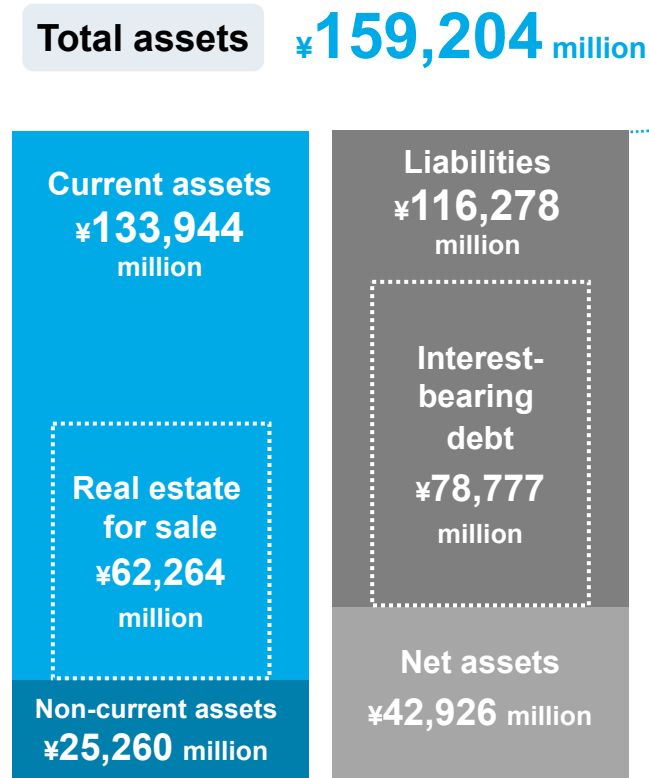 Total assets ¥159,204 million
Current assets
¥133,944
million
Real estate
for sale
¥62,264
million
Non-current assets
¥25,260 million
Liabilities
¥116,278
million
Interest-
bearing
debt
¥78,777
million
Net assets
¥42,926 million